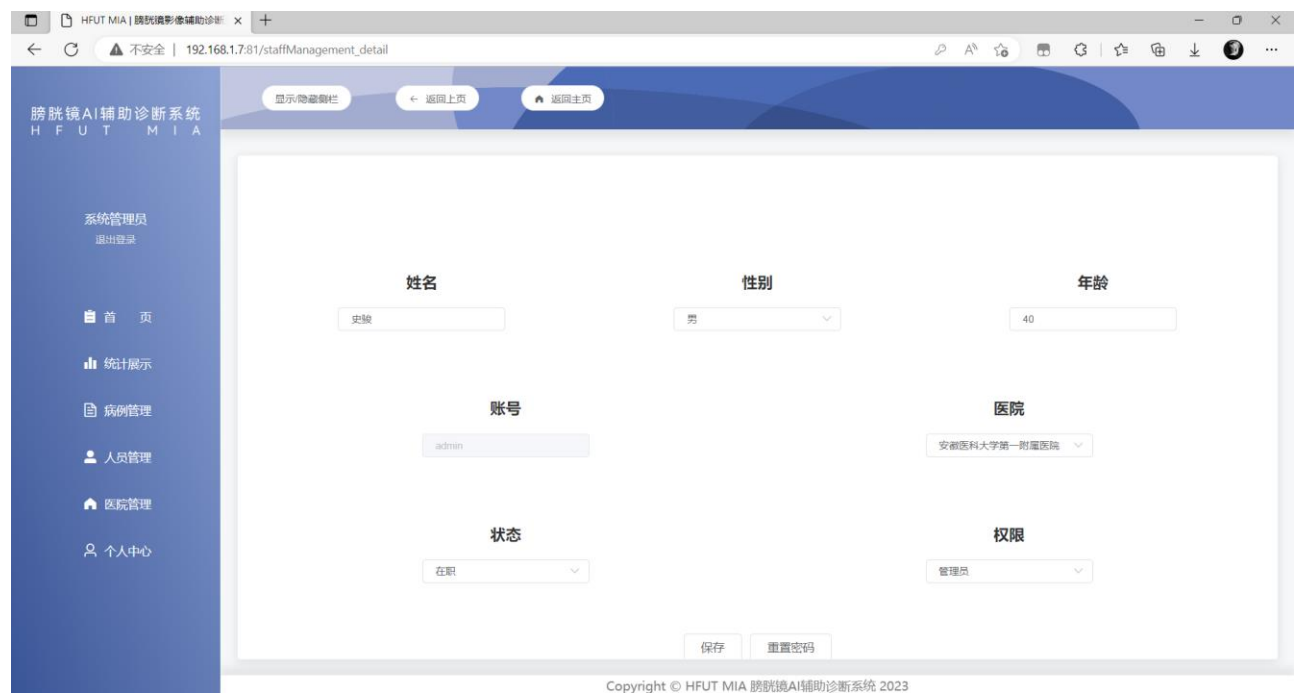 HFUT MIA | 膀胱镜影像辅助诊断
不安全 | 192.168.1.7:81/staffManagement_detail
膀胱镜AI辅助诊断系统
HFUT MIA
显示/隐藏侧栏
← 返回上页
返回主页
系统管理员
退出登录
首 页
统计展示
病例管理
人员管理
医院管理
个人中心
姓名 性别 年龄
史骏 男 40
账号 医院
admin 安徽医科大学第一附属医院
状态 权限
在职 管理员
保存 重置密码
Copyright © HFUT MIA 膀胱镜AI辅助诊断系统 2023